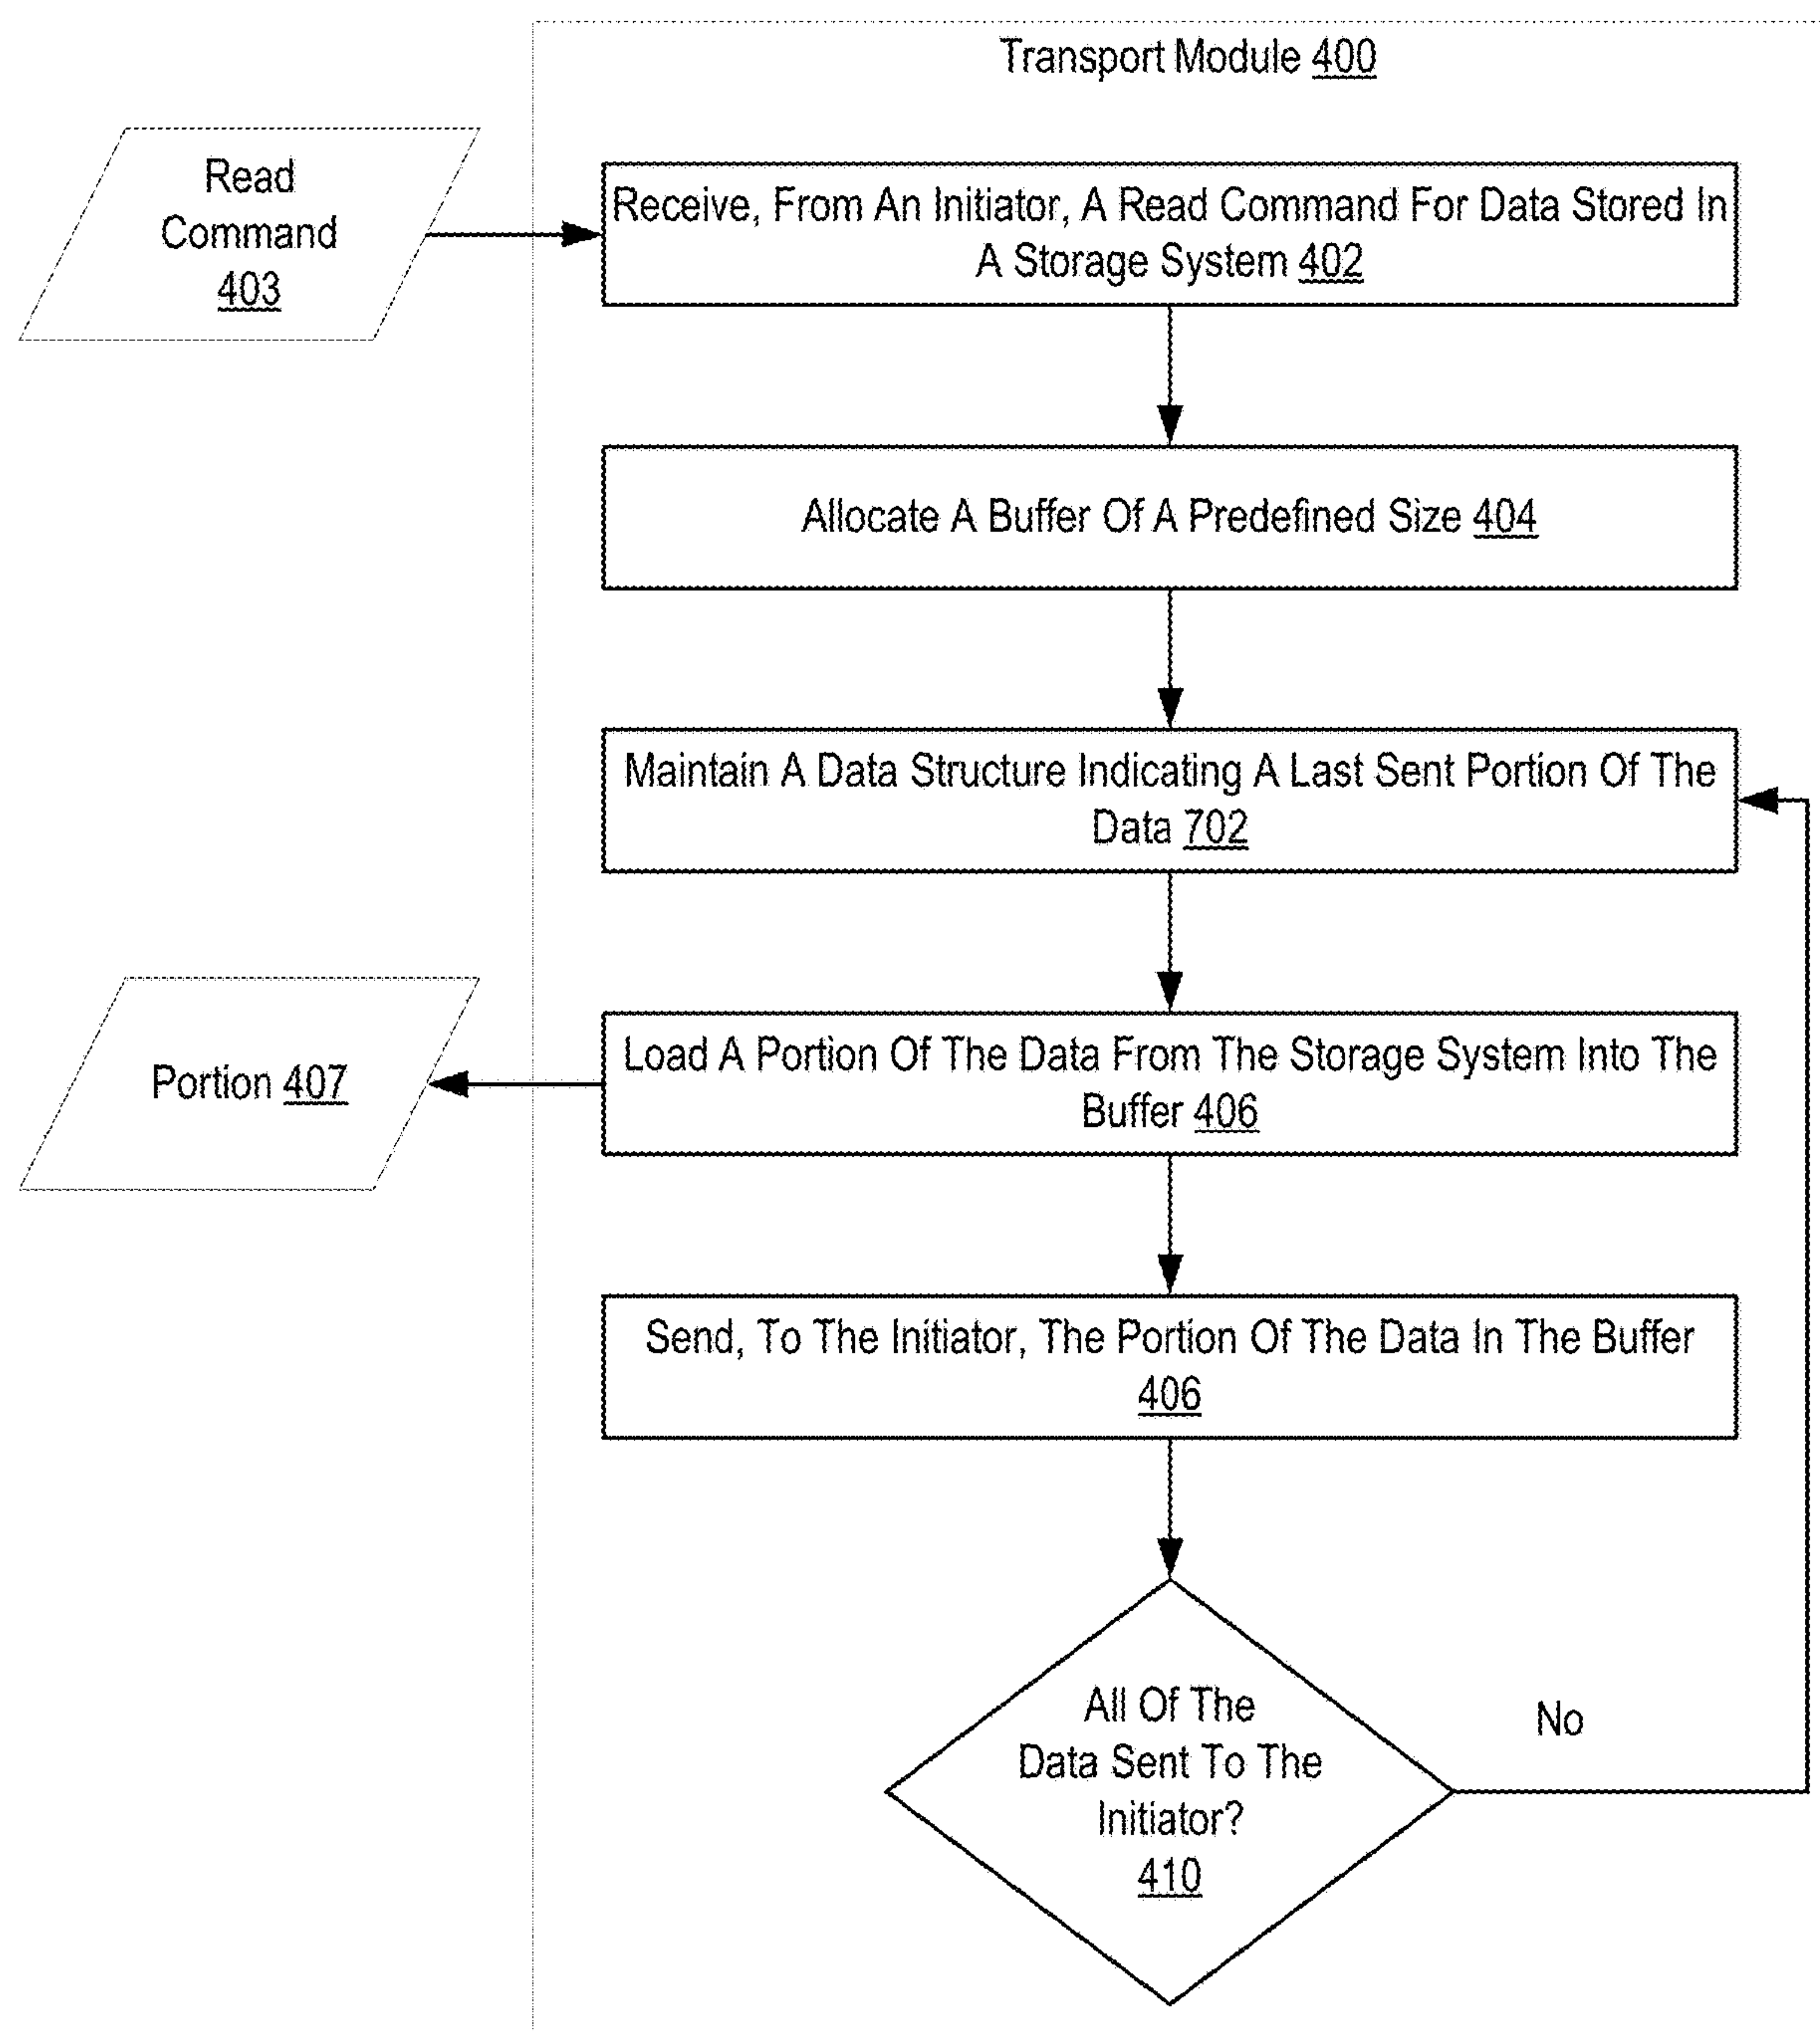 Transport Module 400
Read
Command
403
Receive, From An Initiator, A Read Command For Data Stored In
A Storage System 402
Allocate A Buffer Of A Predefined Size 404
Maintain A Data Structure Indicating A Last Sent Portion Of The
Data 702
Portion 407
Load A Portion Of The Data From The Storage System Into The
Buffer 406
Send, To The Initiator, The Portion Of The Data In The Buffer
406
All Of The
Data Sent To The
Initiator?
410
No